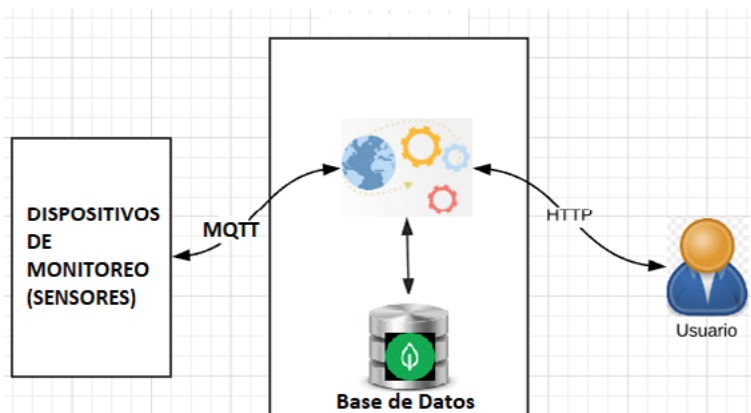 DISPOSITIVOS
DE
MONITOREO
(SENSORES)
MQTT
HTTP
Usuario
Base de Datos